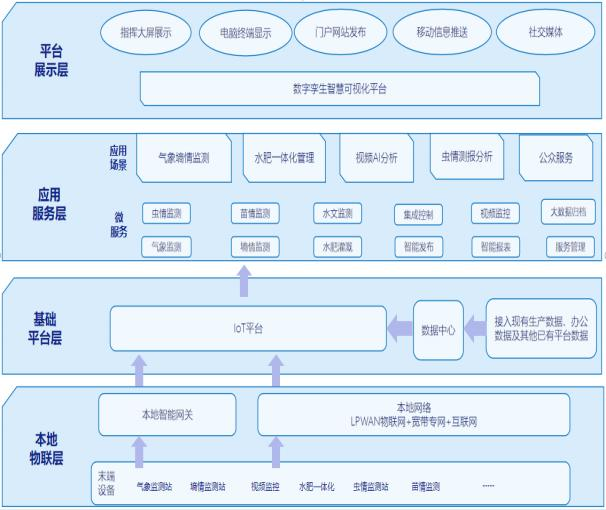 平台
展示层
指挥大屏展示
电脑终端显示
门户网站发布
移动信息推送
社交媒体
数字孪生智慧可视化平台
应用
服务层
应用
场景
气象墒情监测
水肥一体化管理
视频AI分析
虫情测报分析
公众服务
微
服务
虫情监测
苗情监测
水文监测
集成控制
视频监控
大数据归档
气象监测
墒情监测
水肥灌溉
智能发布
智能报表
服务管理
基础
平台层
IoT平台
数据中心
接入现有生产数据、办公
数据及其他已有平台数据
本地
物联层
本地智能网关
本地网络
LPWAN物联网+宽带专网+互联网
末端
设备
气象监测站
墒情监测站
视频监控
水肥一体化
虫情监测站
苗情监测
……